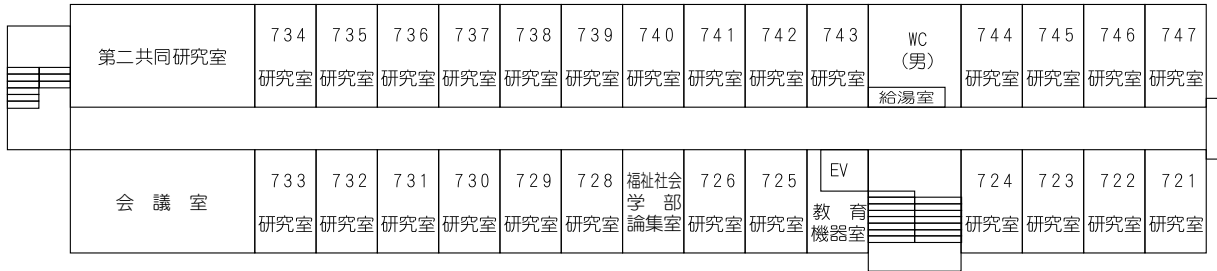 第二共同研究室
734
研究室
735
研究室
736
研究室
737
研究室
738
研究室
739
研究室
740
研究室
741
研究室
742
研究室
743
研究室
WC
(男)
給湯室
744
研究室
745
研究室
746
研究室
747
研究室
会議室
733
研究室
732
研究室
731
研究室
730
研究室
729
研究室
728
研究室
福祉社会
学部
論集室
726
研究室
725
研究室
EV
教育
機器室
724
研究室
723
研究室
722
研究室
721
研究室